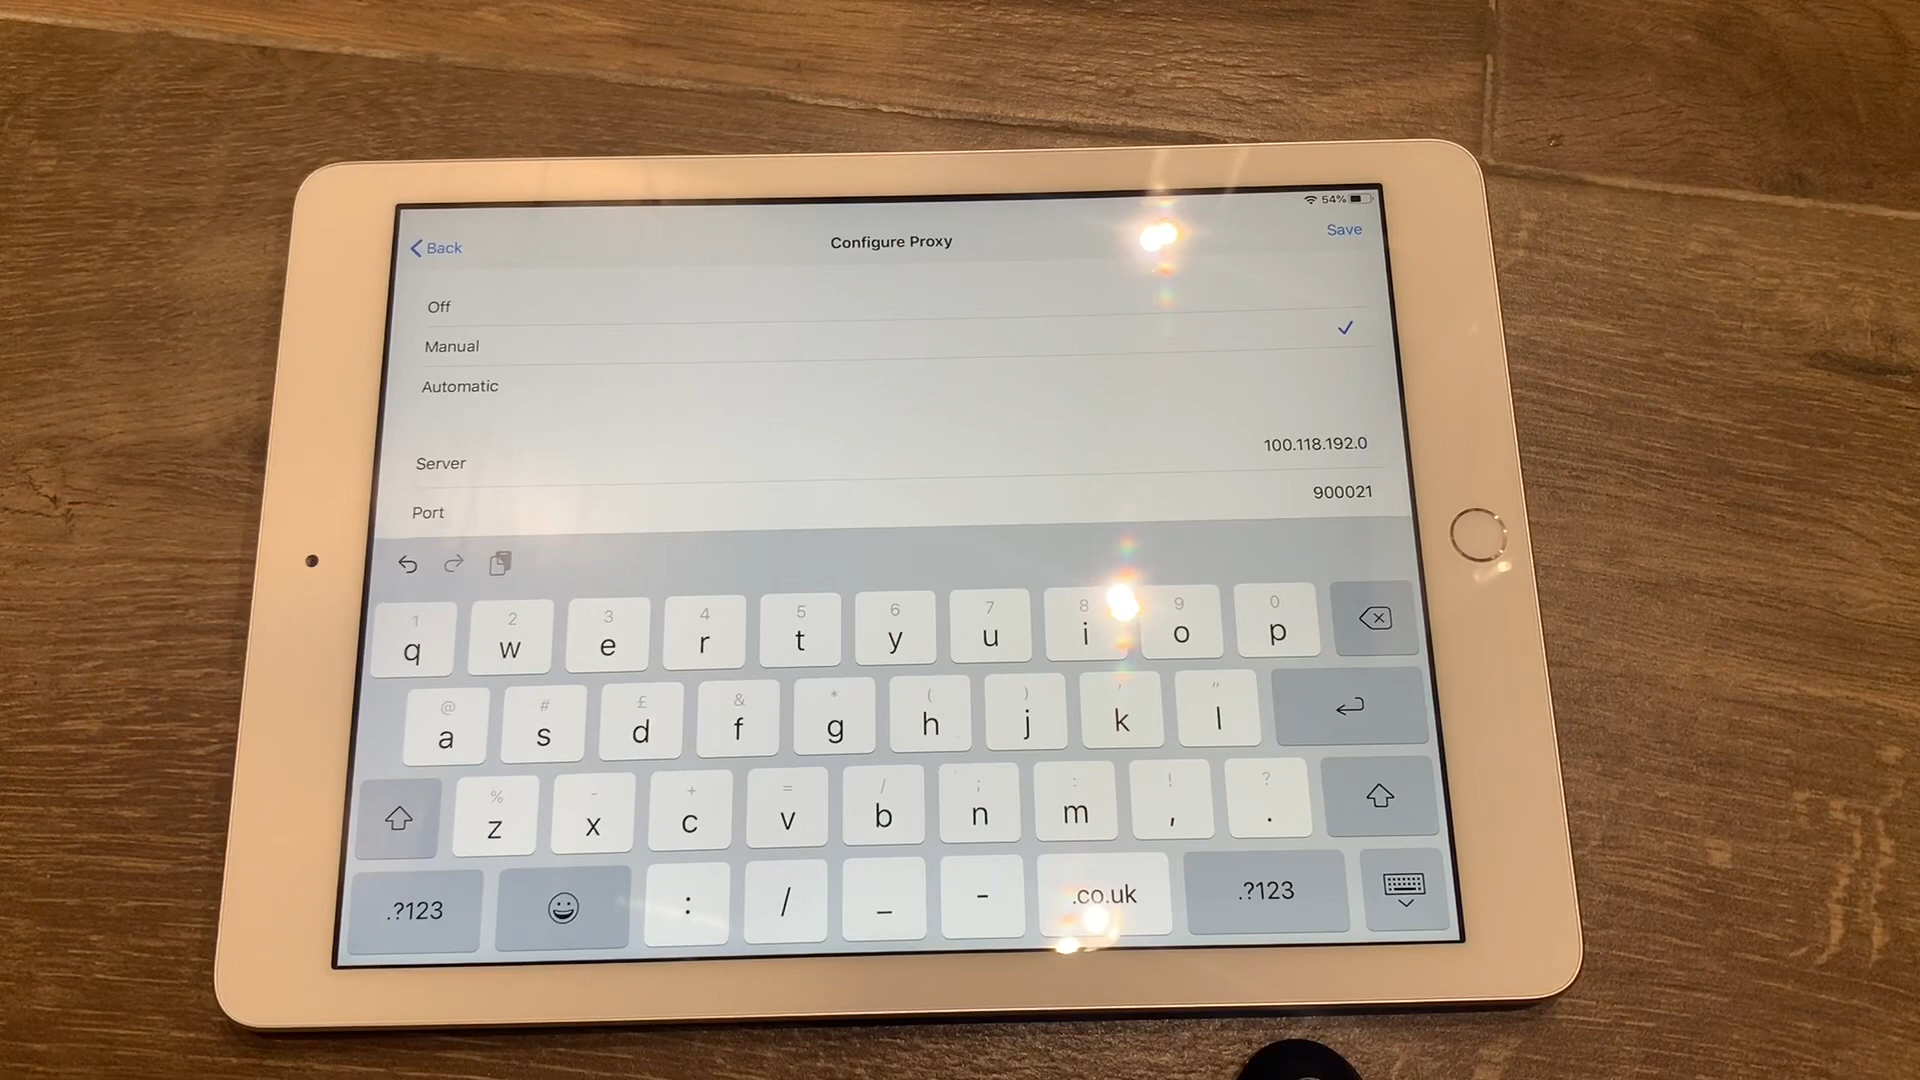 54%
Back Configure Proxy Save
Off
Manual
Automatic
Server 100.118.192.0
Port 900021
1 2 3 4 5 6 7 8 9 0
q w e r t y u i o p
@ # £ & * ( ) ' "
a s d f g h j k l
% - + = / ; : ! ?
z x c v b n m , .
.?123 : / _ - .co.uk .?123